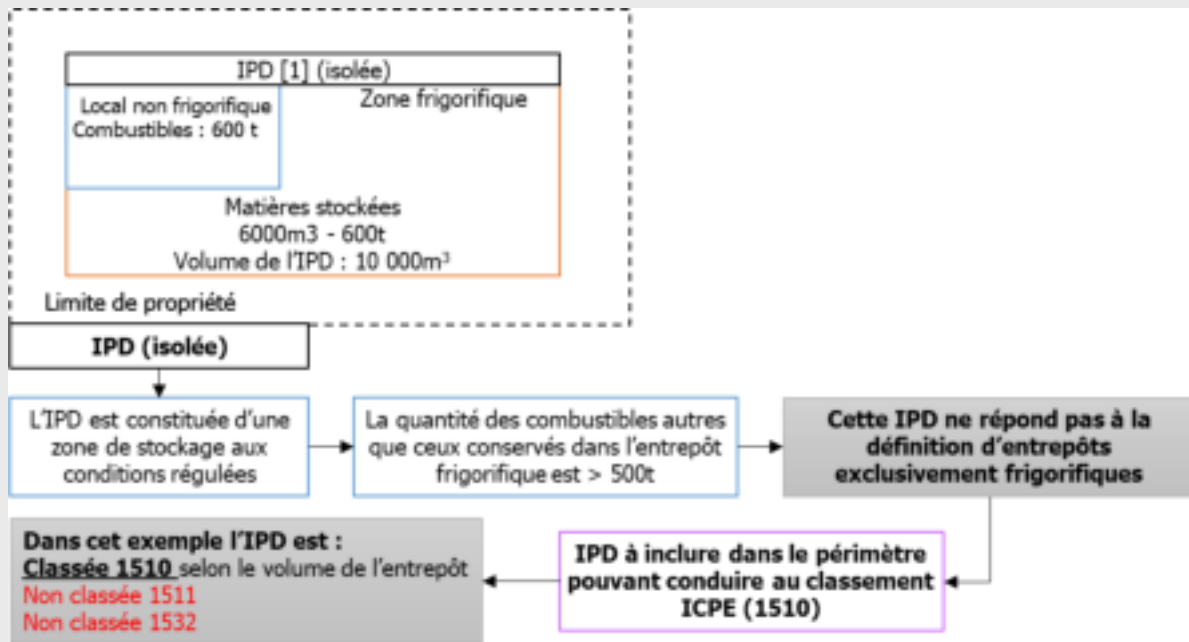 IPD [1] (isolée)
Local non frigorifique
Combustibles : 600 t
Zone frigorifique
Matières stockées
6000m3 - 600t
Volume de l'IPD : 10 000m³
Limite de propriété
IPD (isolée)
L'IPD est constituée d'une
zone de stockage aux
conditions régulées
La quantité des combustibles autres
que ceux conservés dans l'entrepôt
frigorifique est > 500t
Cette IPD ne répond pas à la
définition d'entrepôts
exclusivement frigorifiques
IPD à inclure dans le périmètre
pouvant conduire au classement
ICPE (1510)
Dans cet exemple l'IPD est :
Classée 1510 selon le volume de l'entrepôt
Non classée 1511
Non classée 1532